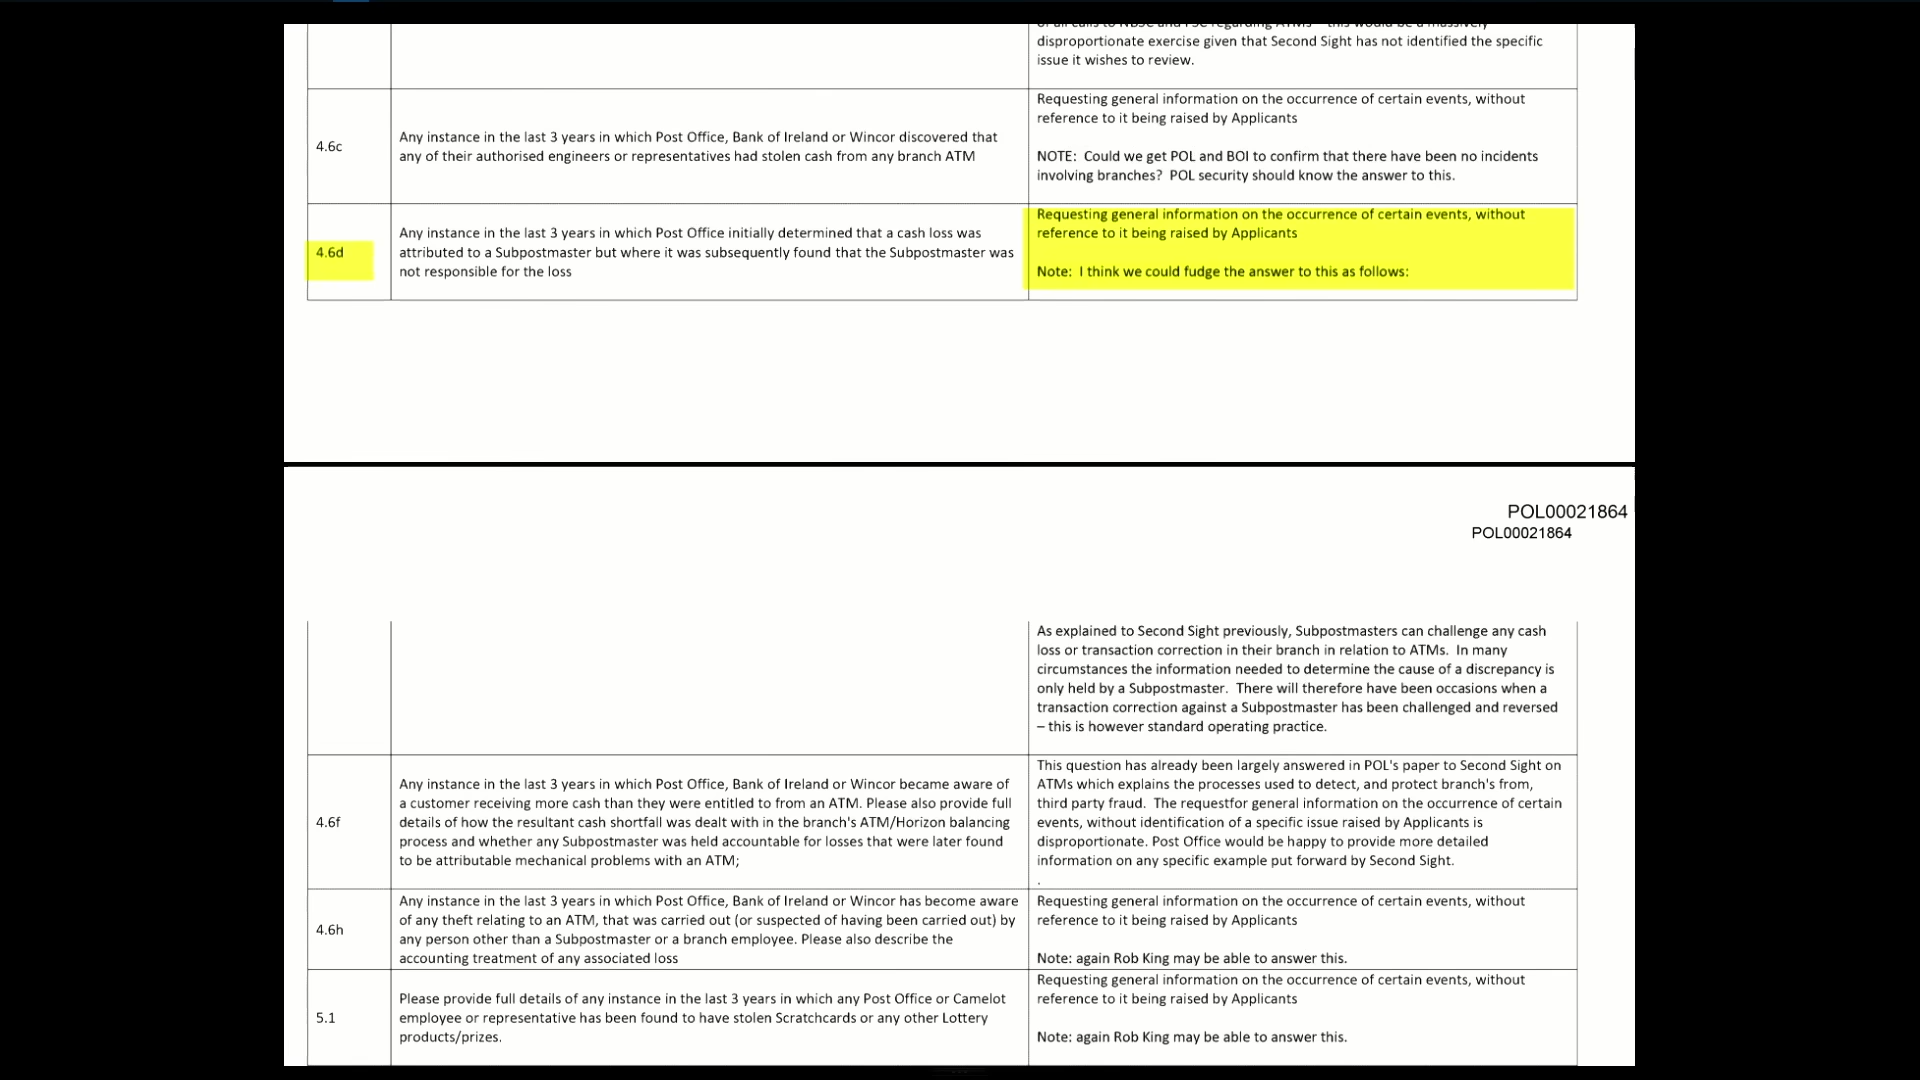 of all calls to NBSC and FSC regarding ATMs – this would be a massively
disproportionate exercise given that Second Sight has not identified the specific
issue it wishes to review.
4.6c
Any instance in the last 3 years in which Post Office, Bank of Ireland or Wincor discovered that
any of their authorised engineers or representatives had stolen cash from any branch ATM
Requesting general information on the occurrence of certain events, without
reference to it being raised by Applicants
NOTE: Could we get POL and BOI to confirm that there have been no incidents
involving branches? POL security should know the answer to this.
4.6d
Any instance in the last 3 years in which Post Office initially determined that a cash loss was
attributed to a Subpostmaster but where it was subsequently found that the Subpostmaster was
not responsible for the loss
Requesting general information on the occurrence of certain events, without
reference to it being raised by Applicants
Note: I think we could fudge the answer to this as follows:
POL00021864
POL00021864
As explained to Second Sight previously, Subpostmasters can challenge any cash
loss or transaction correction in their branch in relation to ATMs. In many
circumstances the information needed to determine the cause of a discrepancy is
only held by a Subpostmaster. There will therefore have been occasions when a
transaction correction against a Subpostmaster has been challenged and reversed
– this is however standard operating practice.
4.6f
Any instance in the last 3 years in which Post Office, Bank of Ireland or Wincor became aware of
a customer receiving more cash than they were entitled to from an ATM. Please also provide full
details of how the resultant cash shortfall was dealt with in the branch's ATM/Horizon balancing
process and whether any Subpostmaster was held accountable for losses that were later found
to be attributable mechanical problems with an ATM;
This question has already been largely answered in POL's paper to Second Sight on
ATMs which explains the processes used to detect, and protect branch's from,
third party fraud. The requestfor general information on the occurrence of certain
events, without identification of a specific issue raised by Applicants is
disproportionate. Post Office would be happy to provide more detailed
information on any specific example put forward by Second Sight.
.
4.6h
Any instance in the last 3 years in which Post Office, Bank of Ireland or Wincor has become aware
of any theft relating to an ATM, that was carried out (or suspected of having been carried out) by
any person other than a Subpostmaster or a branch employee. Please also describe the
accounting treatment of any associated loss
Requesting general information on the occurrence of certain events, without
reference to it being raised by Applicants
Note: again Rob King may be able to answer this.
5.1
Please provide full details of any instance in the last 3 years in which any Post Office or Camelot
employee or representative has been found to have stolen Scratchcards or any other Lottery
products/prizes.
Requesting general information on the occurrence of certain events, without
reference to it being raised by Applicants
Note: again Rob King may be able to answer this.